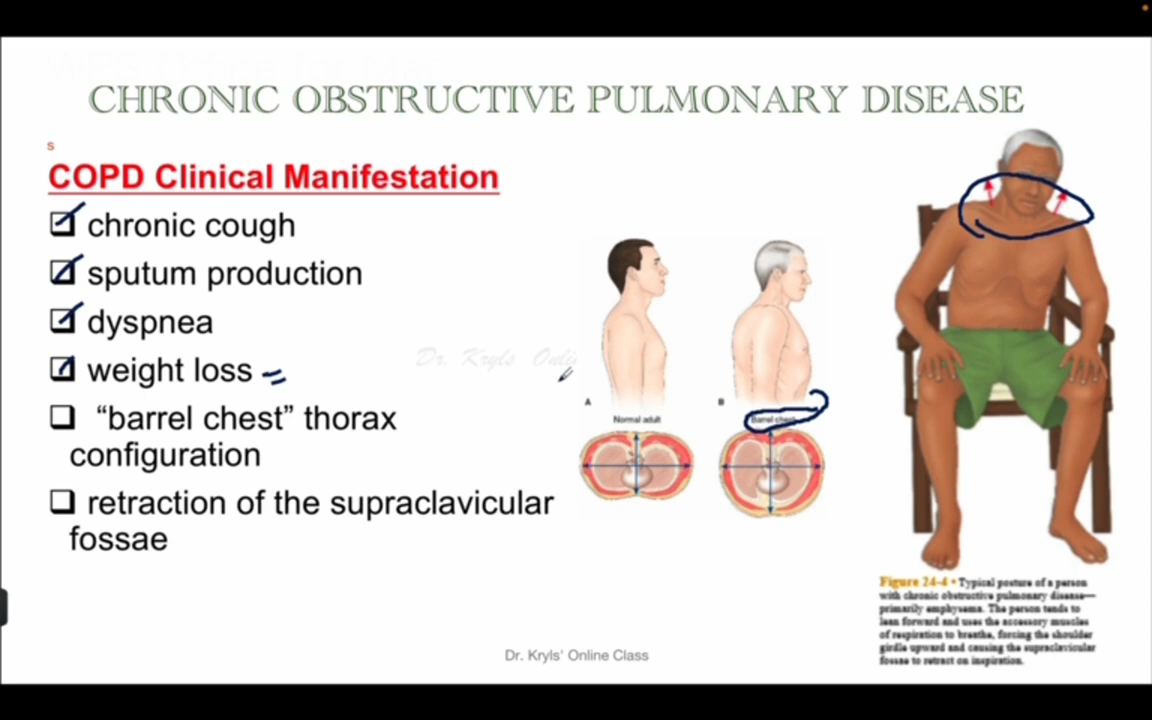 CHRONIC OBSTRUCTIVE PULMONARY DISEASE
s
COPD Clinical Manifestation
chronic cough
sputum production
dyspnea
weight loss
“barrel chest” thorax
configuration
retraction of the supraclavicular
fossae
Dr. Kryls Onli
A
B
Normal adult
Barrel chest
Figure 24-4 • Typical posture of a person
with chronic obstructive pulmonary disease—
primarily emphysema. The person tends to
lean forward and uses the accessory muscles
of respiration to breathe, forcing the shoulder
girdle upward and causing the supraclavicular
fossae to retract on inspiration.
Dr. Kryls’ Online Class